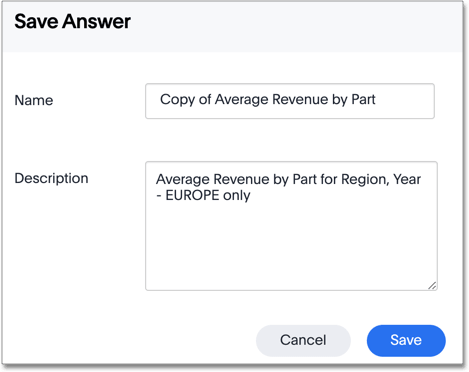 Save Answer
Name
Copy of Average Revenue by Part
Description
Average Revenue by Part for Region, Year
- EUROPE only
Cancel
Save